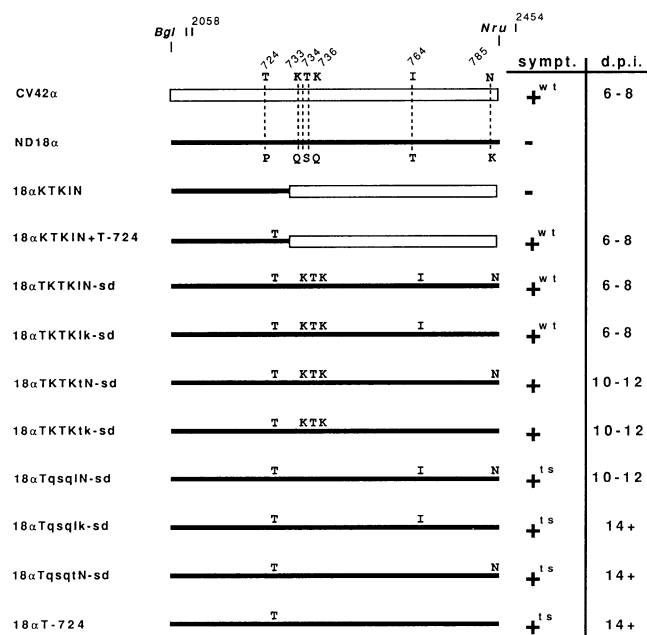 Bgl II 2058
Nru I 2454
724 733 734 736 764 785
sympt. d.p.i.
T KTK I N
CV42α +wt 6-8
ND18α -
P QSQ T K
18αKTKIN -
T
18αKTKIN+T-724 +wt 6-8
T KTK I N
18αTKTKIN-sd +wt 6-8
T KTK I
18αTKTKIk-sd +wt 6-8
T KTK N
18αTKTKtN-sd + 10-12
T KTK
18αTKTKtk-sd + 10-12
T I N
18αTqsqIN-sd +ts 10-12
T I
18αTqsqIk-sd +ts 14+
T N
18αTqsqtN-sd +ts 14+
T
18αT-724 +ts 14+